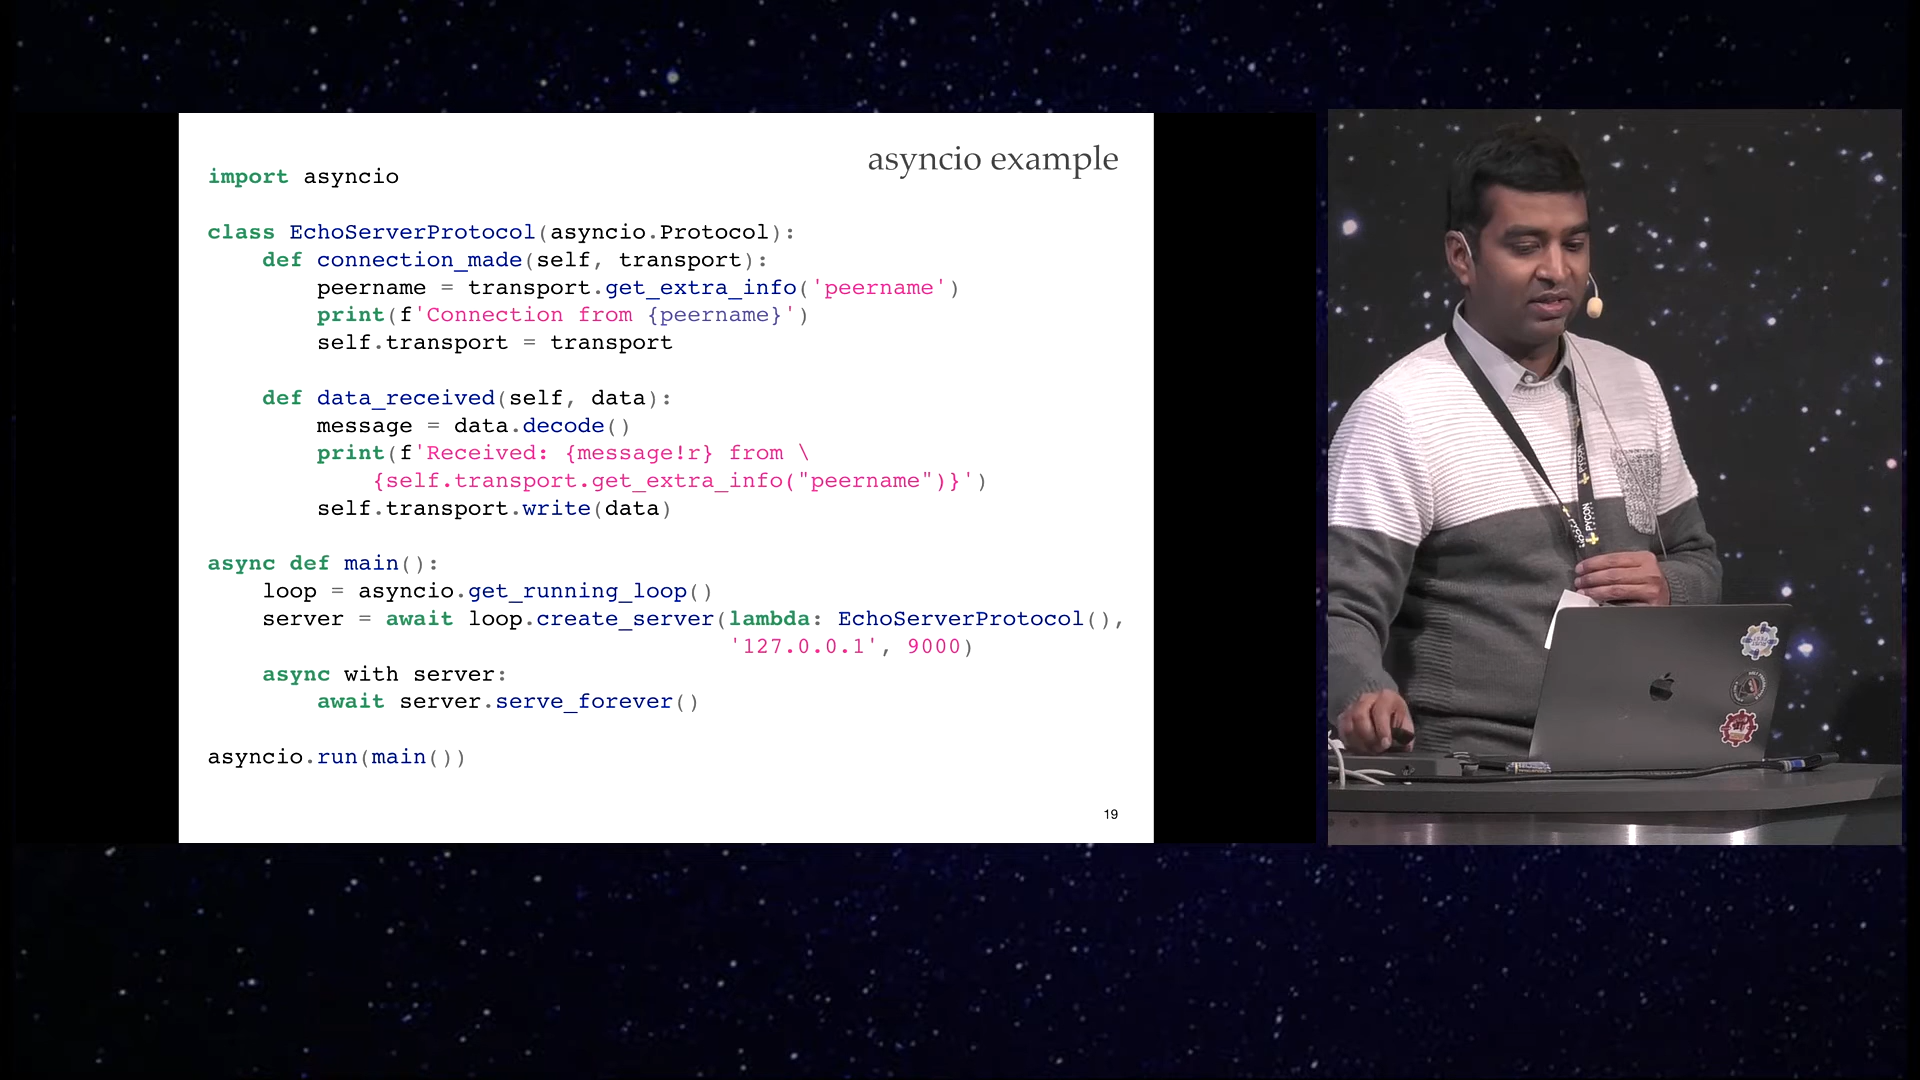 asyncio example
import asyncio
class EchoServerProtocol(asyncio.Protocol):
    def connection_made(self, transport):
        peername = transport.get_extra_info('peername')
        print(f'Connection from {peername}')
        self.transport = transport
    def data_received(self, data):
        message = data.decode()
        print(f'Received: {message!r} from \
            {self.transport.get_extra_info("peername")}')
        self.transport.write(data)
async def main():
    loop = asyncio.get_running_loop()
    server = await loop.create_server(lambda: EchoServerProtocol(),
                                      '127.0.0.1', 9000)
    async with server:
        await server.serve_forever()
asyncio.run(main())
19
PYCON